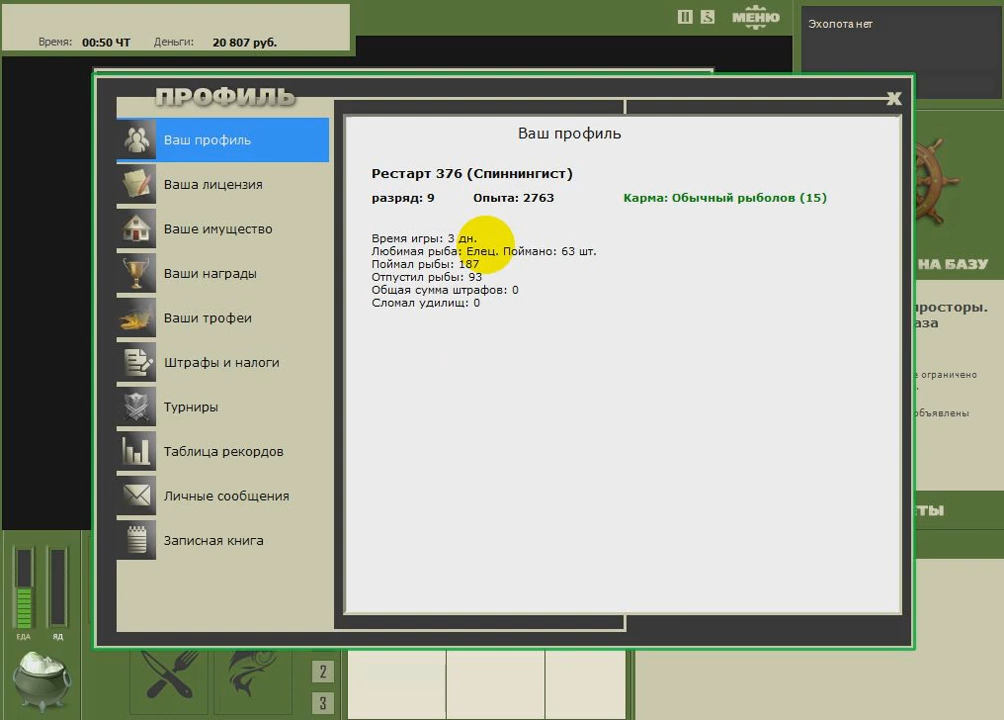 Время: 00:50 ЧТ Деньги: 20 807 руб.
МЕНЮ
Эхолота нет
ПРОФИЛЬ
X
Ваш профиль
Ваша лицензия
Ваше имущество
Ваши награды
Ваши трофеи
Штрафы и налоги
Турниры
Таблица рекордов
Личные сообщения
Записная книга
Ваш профиль
Рестарт 376 (Спиннингист)
разряд: 9 Опыта: 2763 Карма: Обычный рыболов (15)
Время игры: 3 дн.
Любимая рыба: Елец. Поймано: 63 шт.
Поймал рыбы: 187
Отпустил рыбы: 93
Общая сумма штрафов: 0
Сломал удилищ: 0
НА БАЗУ
ограничено
ЕДА ЯД
2
3